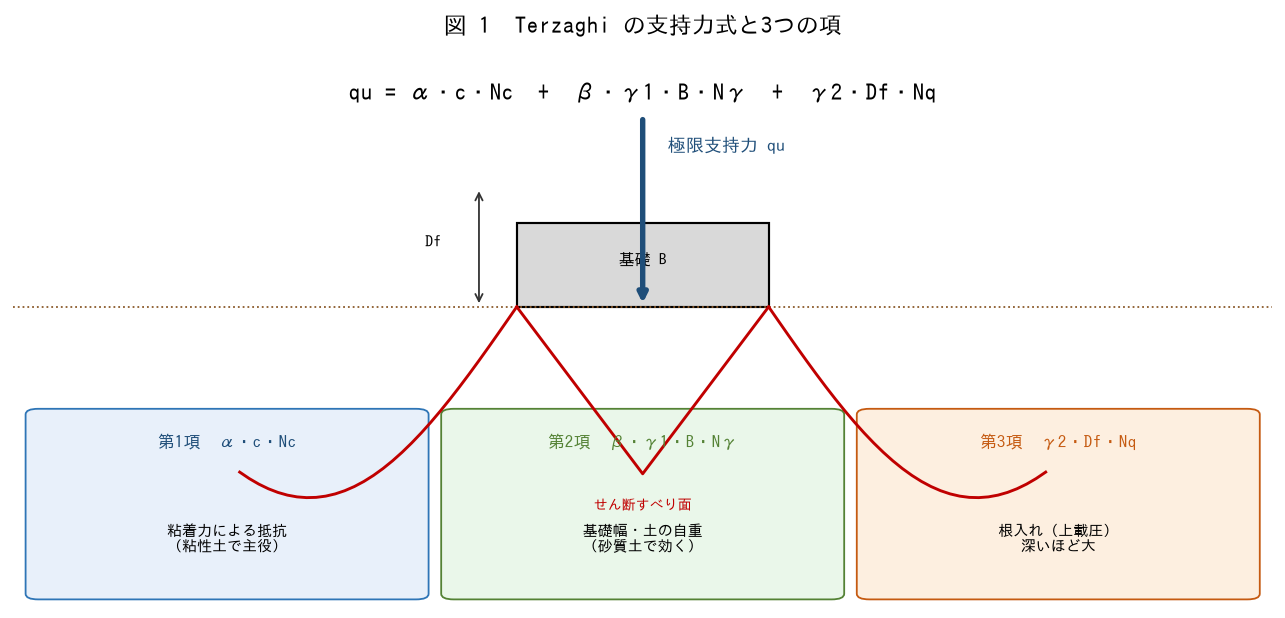 図 1 Terzaghi の支持力式と3つの項
qu = α・c・Nc + β・γ1・B・Nγ + γ2・Df・Nq
極限支持力 qu
Df
基礎 B
第1項 α・c・Nc
粘着力による抵抗
（粘性土で主役）
第2項 β・γ1・B・Nγ
せん断すべり面
基礎幅・土の自重
（砂質土で効く）
第3項 γ2・Df・Nq
根入れ（上載圧）
深いほど大